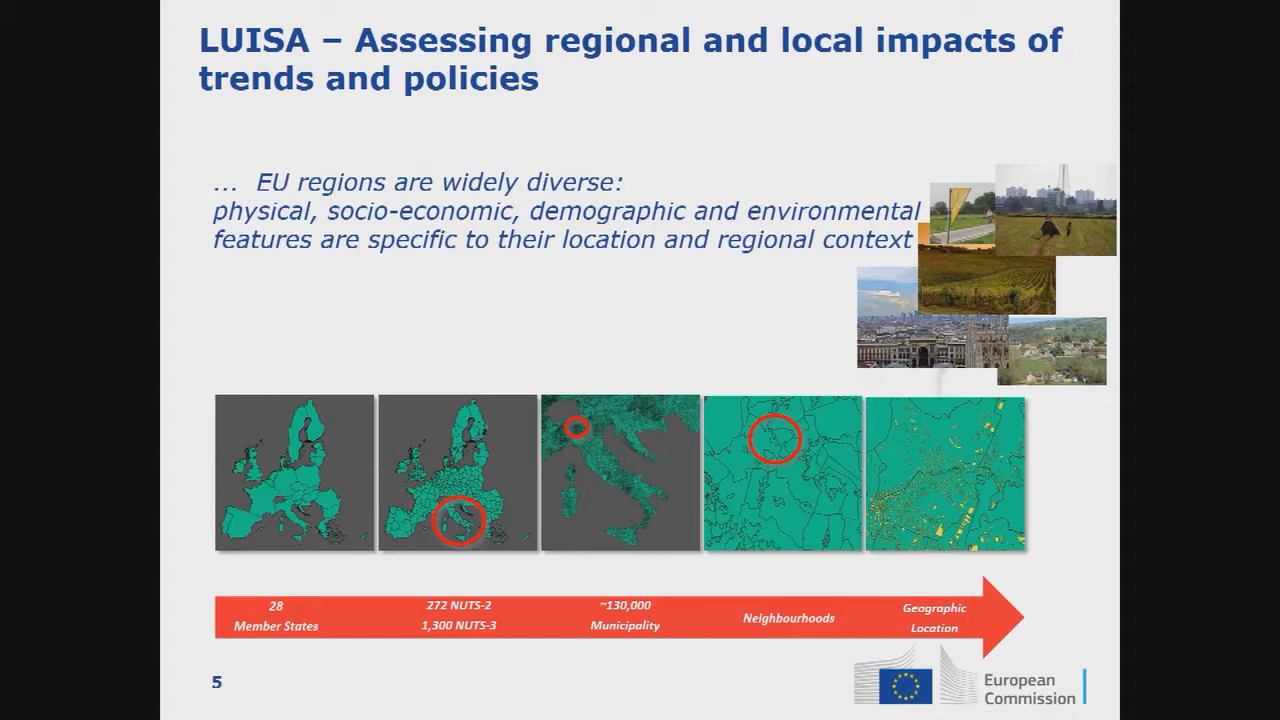 LUISA – Assessing regional and local impacts of
trends and policies
... EU regions are widely diverse:
physical, socio-economic, demographic and environmental
features are specific to their location and regional context
28
Member States
272 NUTS-2
1,300 NUTS-3
~130,000
Municipality
Neighbourhoods
Geographic
Location
5
European
Commission